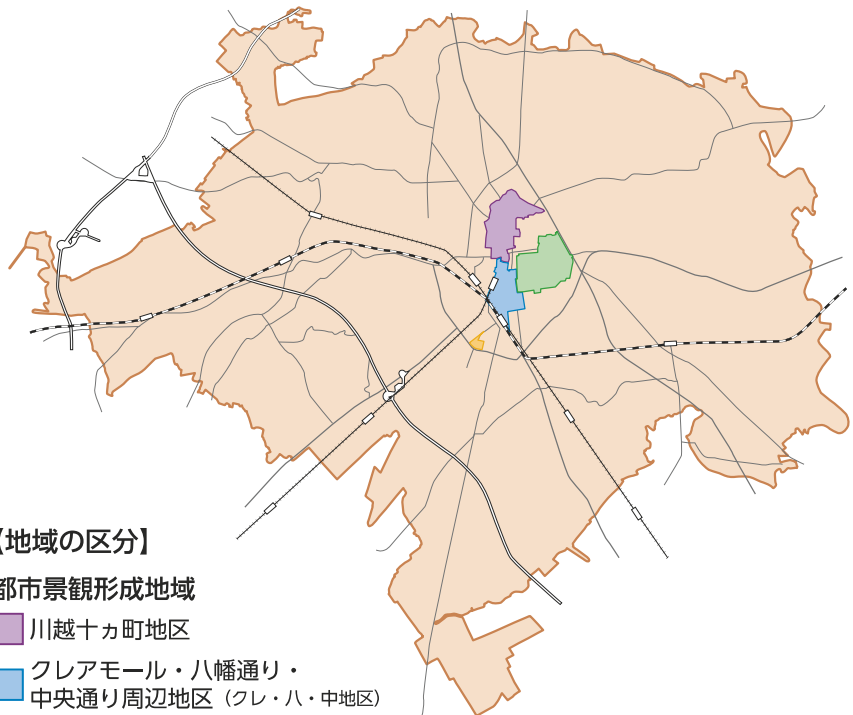 【地域の区分】
都市景観形成地域
川越十ヵ町地区
クレアモール・八幡通り・
中央通り周辺地区（クレ・八・中地区）